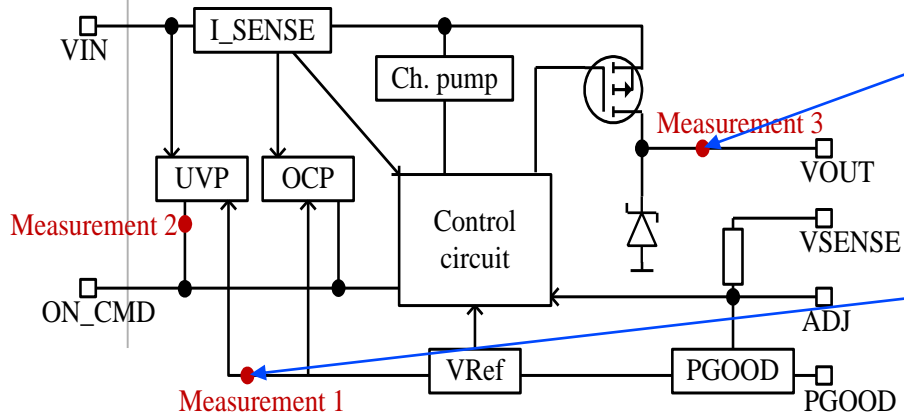 VIN
I_SENSE
Ch. pump
Measurement 3
VOUT
UVP
OCP
Measurement 2
Control
circuit
VSENSE
ON_CMD
ADJ
VRef
PGOOD
PGOOD
Measurement 1